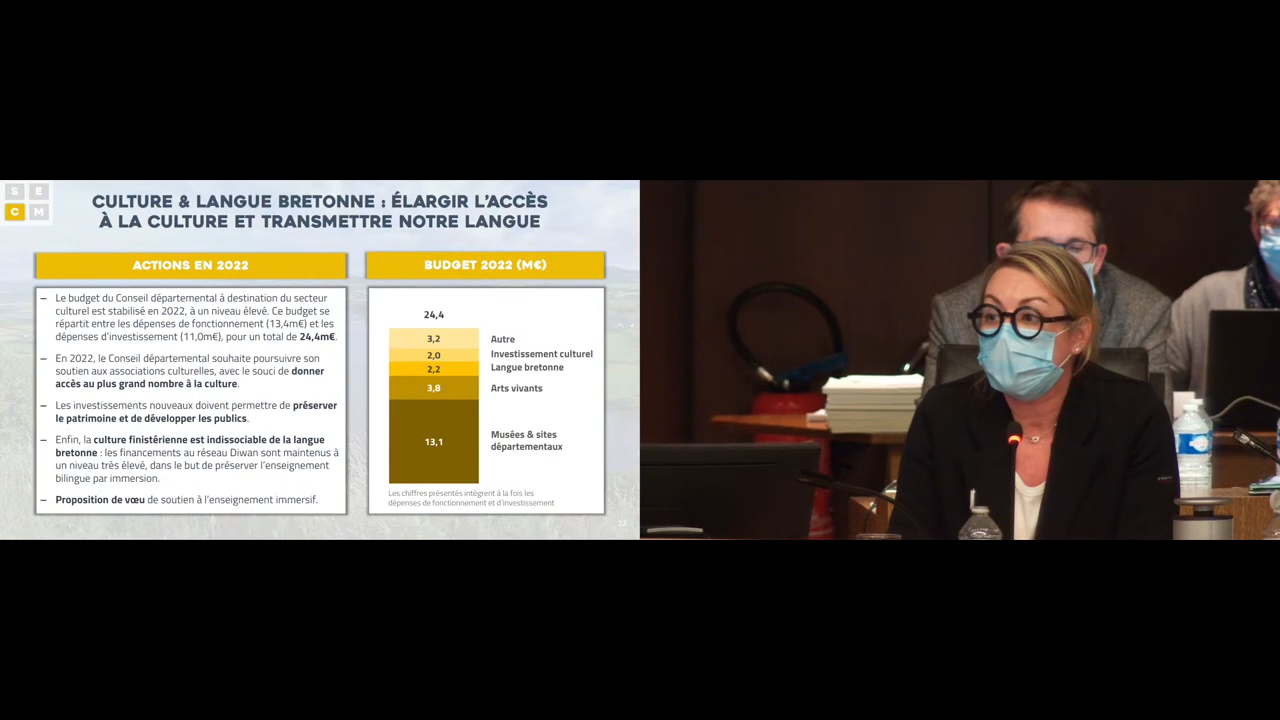 S E
C M
CULTURE & LANGUE BRETONNE : ÉLARGIR L'ACCÈS
À LA CULTURE ET TRANSMETTRE NOTRE LANGUE
ACTIONS EN 2022
– Le budget du Conseil départemental à destination du secteur
culturel est stabilisé en 2022, à un niveau élevé. Ce budget se
répartit entre les dépenses de fonctionnement (13,4m€) et les
dépenses d'investissement (11,0m€), pour un total de 24,4m€.
– En 2022, le Conseil départemental souhaite poursuivre son
soutien aux associations culturelles, avec le souci de donner
accès au plus grand nombre à la culture.
– Les investissements nouveaux doivent permettre de préserver
le patrimoine et de développer les publics.
– Enfin, la culture finistérienne est indissociable de la langue
bretonne : les financements au réseau Diwan sont maintenus à
un niveau très élevé, dans le but de préserver l'enseignement
bilingue par immersion.
– Proposition de vœu de soutien à l'enseignement immersif.
BUDGET 2022 (M€)
24,4
3,2 Autre
2,0 Investissement culturel
2,2 Langue bretonne
3,8 Arts vivants
13,1 Musées & sites
départementaux
Les chiffres présentés intègrent à la fois les
dépenses de fonctionnement et d'investissement